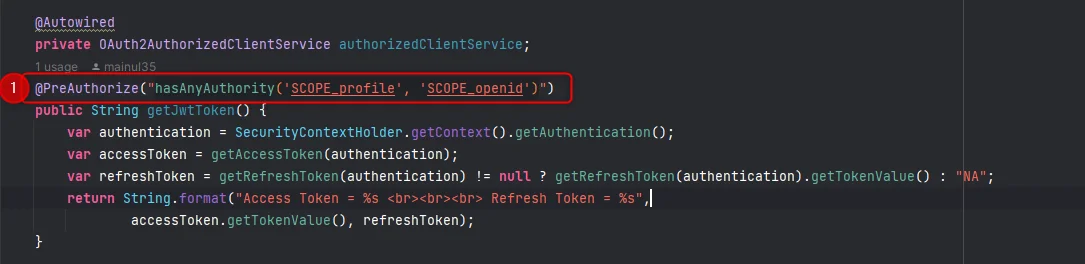 @Autowired
private OAuth2AuthorizedClientService authorizedClientService;
1 usage mainul35
1 @PreAuthorize("hasAnyAuthority('SCOPE_profile', 'SCOPE_openid')")
public String getJwtToken() {
    var authentication = SecurityContextHolder.getContext().getAuthentication();
    var accessToken = getAccessToken(authentication);
    var refreshToken = getRefreshToken(authentication) != null ? getRefreshToken(authentication).getTokenValue() : "NA";
    return String.format("Access Token = %s <br><br><br> Refresh Token = %s",
            accessToken.getTokenValue(), refreshToken);
}